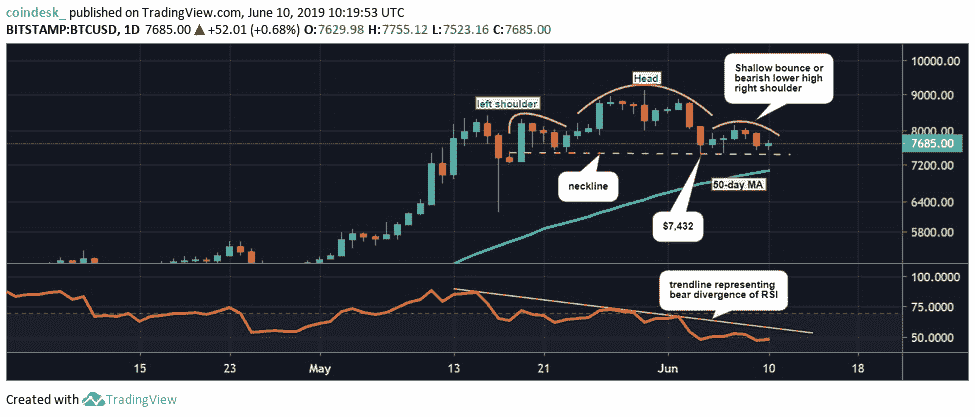 coindesk_ published on TradingView.com, June 10, 2019 10:19:53 UTC
BITSTAMP:BTCUSD, 1D 7685.00 ▲ +52.01 (+0.68%) O:7629.98 H:7755.12 L:7523.16 C:7685.00
left shoulder
Head
Shallow bounce or
bearish lower high
right shoulder
neckline
$7,432
50-day MA
10000.00
9000.00
8000.00
7685.00
7200.00
6400.00
5800.00
trendline representing
bear divergence of RSI
100.0000
75.0000
50.0000
15 23 May 13 21 Jun 10 18
Created with TradingView